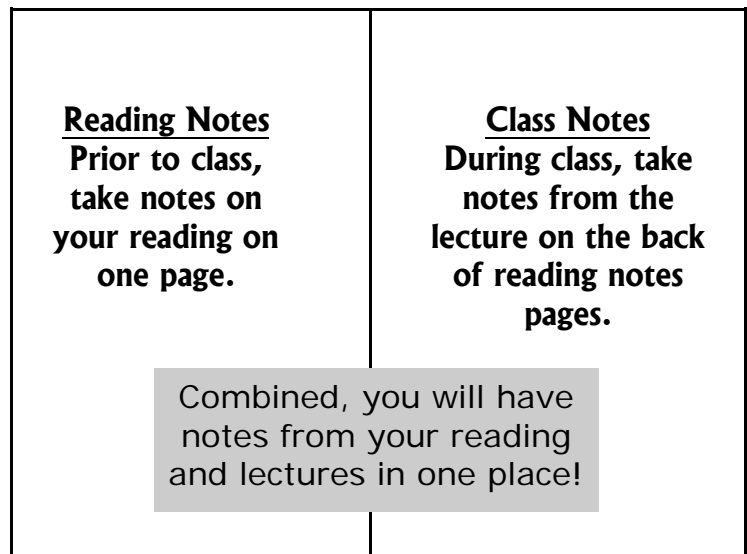 Reading Notes
Prior to class,
take notes on
your reading on
one page.
Class Notes
During class, take
notes from the
lecture on the back
of reading notes
pages.
Combined, you will have
notes from your reading
and lectures in one place!